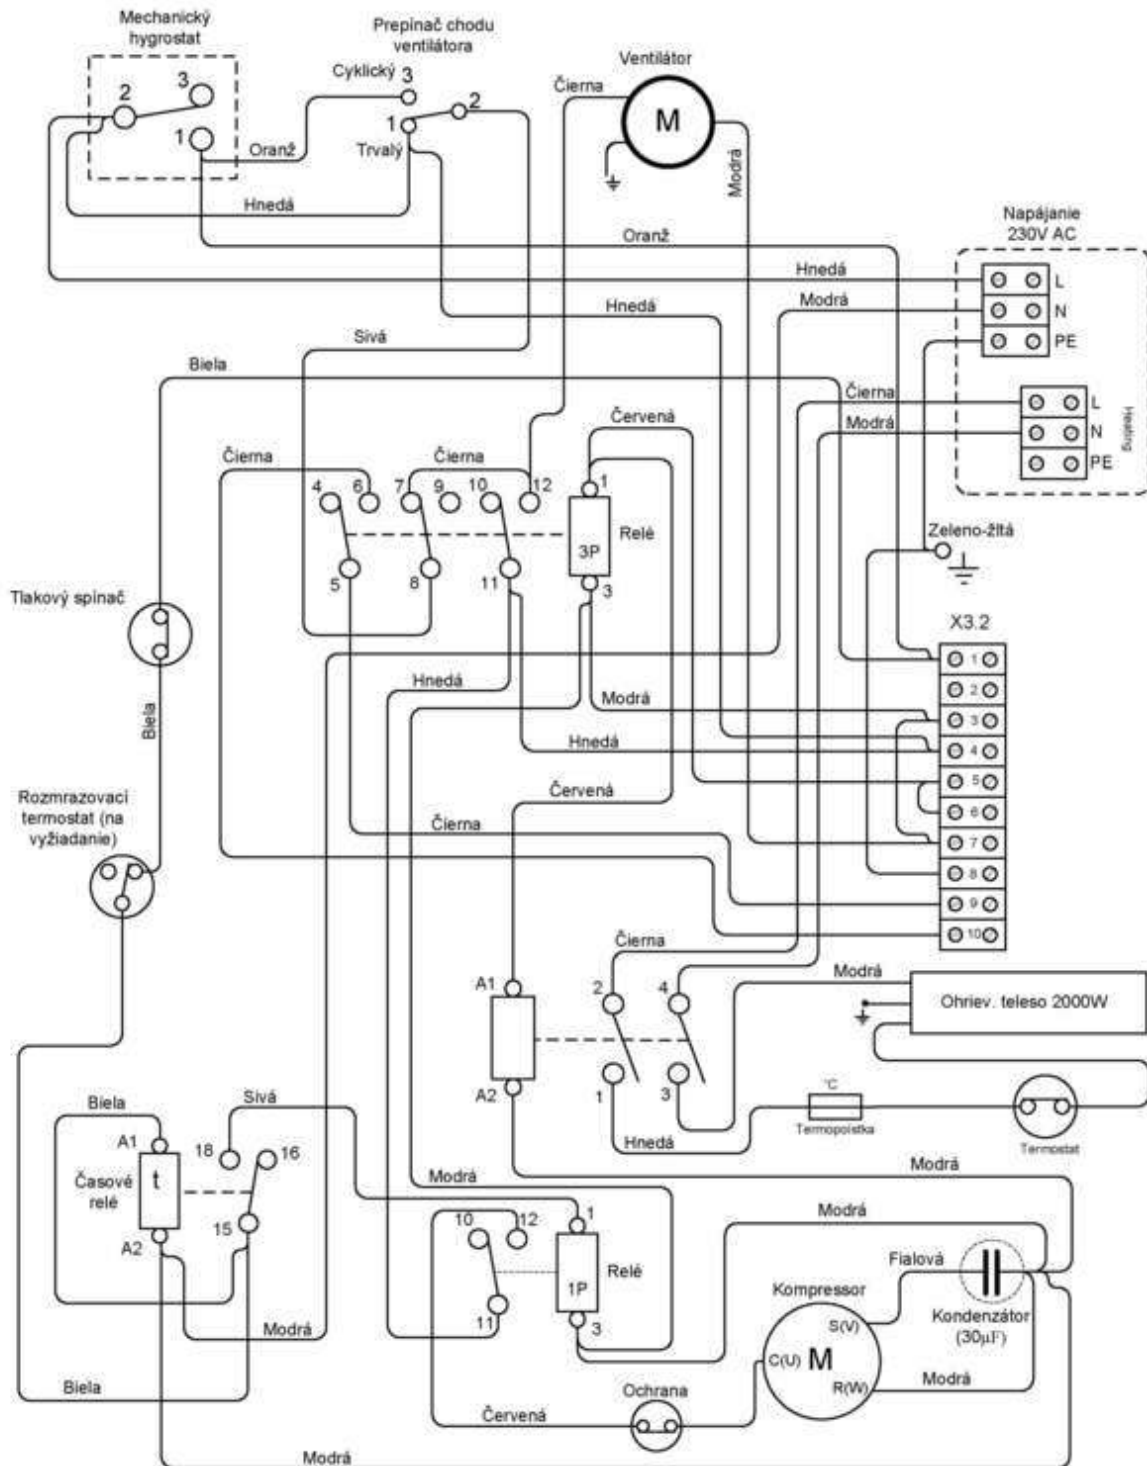 Mechanický
hygrostat
Prepínač chodu
ventilátora
Ventilátor
Cyklický
3
2
1
Trvalý
3
2
1
Čierna
M
Modrá
Oranž
Hnedá
Oranž
Napájanie
230V AC
Hnedá
L
Modrá
N
PE
Hnedá
Sivá
Biela
Čierna
L
Modrá
N
PE
Heating
Červená
Čierna
Čierna
4
6
7
9
10
12
1
3P
Relé
5
8
11
3
Zeleno-žltá
Tlakový spínač
X3.2
1
2
3
4
5
6
7
8
9
10
Hnedá
Modrá
Hnedá
Biela
Rozmrazovací
termostat (na
vyžiadanie)
Červená
Čierna
Čierna
Modrá
A1
2
4
Ohriev. teleso 2000W
A2
1
3
°C
Termopoistka
Termostat
Hnedá
Modrá
Biela
Sivá
A1
18
16
t
Časové
relé
15
A2
Modrá
Modrá
10
12
1
1P
Relé
11
3
Fialová
Kompressor
S(V)
C(U)
M
R(W)
Kondenzátor
(30µF)
Modrá
Modrá
Biela
Ochrana
Červená
Modrá